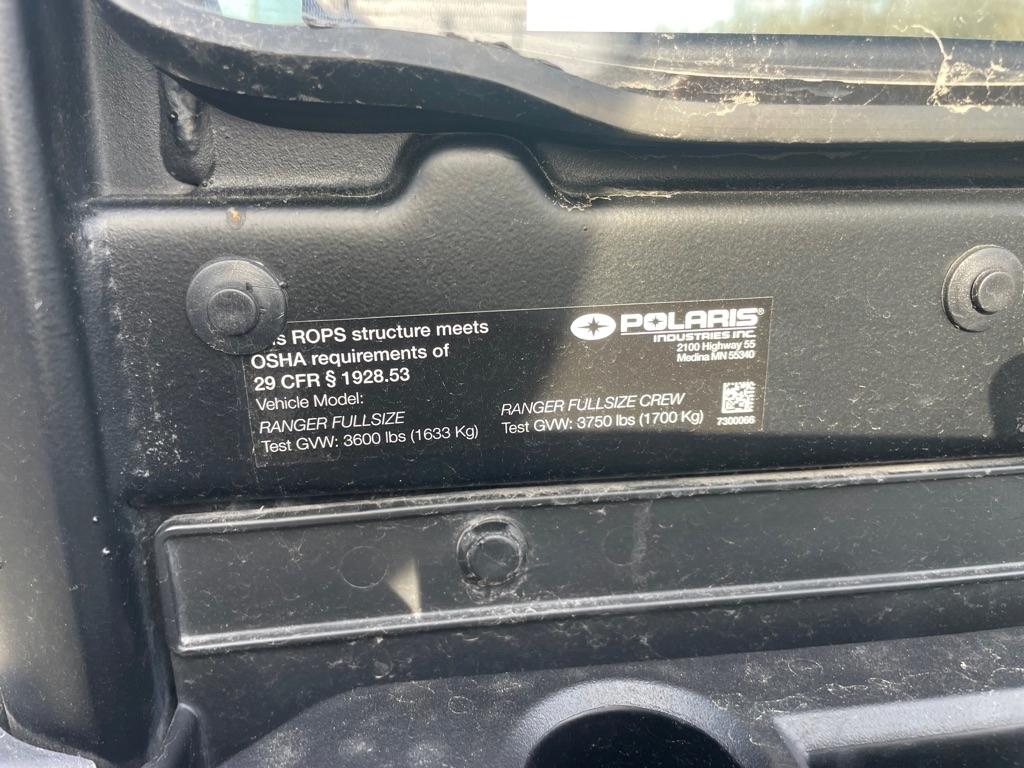 ROPS structure meets
OSHA requirements of
29 CFR § 1928.53
Vehicle Model:
RANGER FULLSIZE
Test GVW: 3600 lbs (1633 Kg)
POLARIS®
INDUSTRIES INC.
2100 Highway 55
Medina MN 55340
RANGER FULLSIZE CREW
Test GVW: 3750 lbs (1700 Kg)
7300066